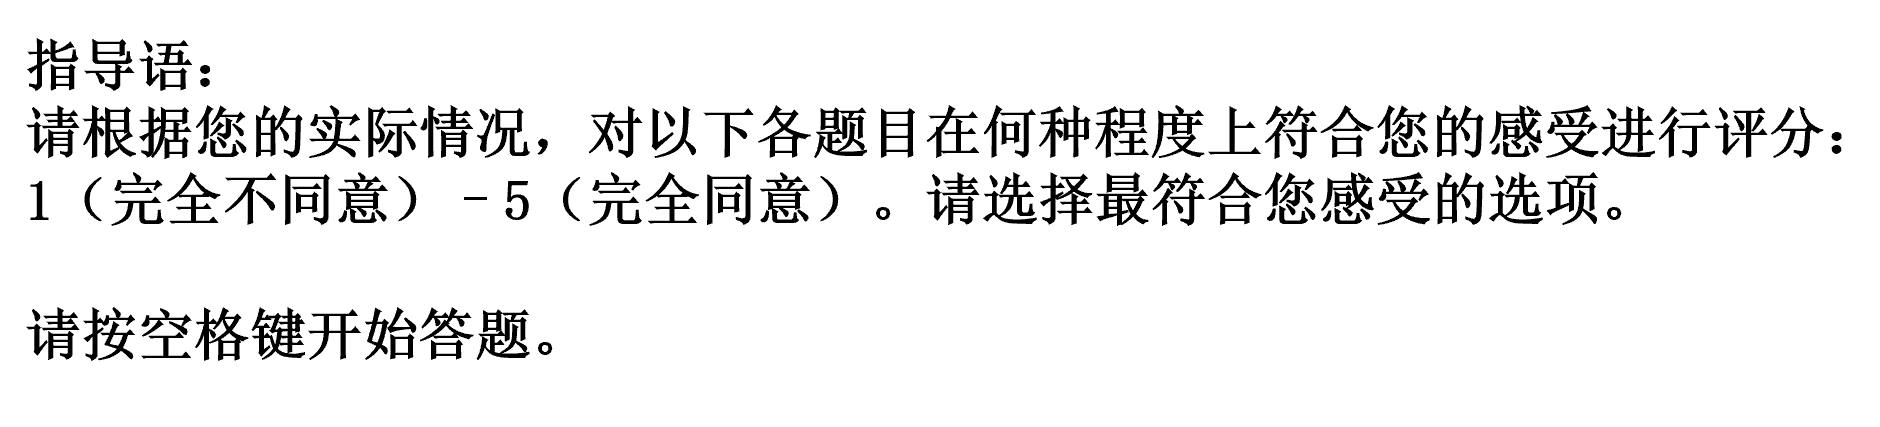 指导语：
请根据您的实际情况，对以下各题目在何种程度上符合您的感受进行评分：
1（完全不同意）-5（完全同意）。请选择最符合您感受的选项。
请按空格键开始答题。